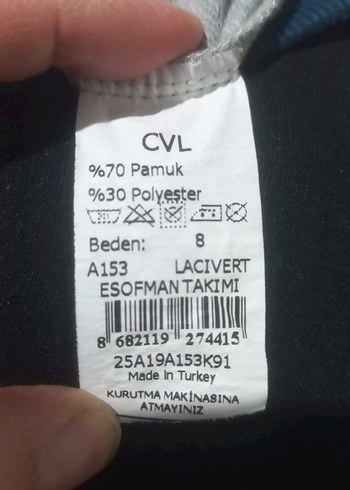 CVL
%70 Pamuk
%30 Polyester
Beden: 8
A153 LACIVERT
ESOFMAN TAKIMI
8 682119 274415
25A19A153K91
Made in Turkey
KURUTMA MAKİNASINA
ATMAYINIZ